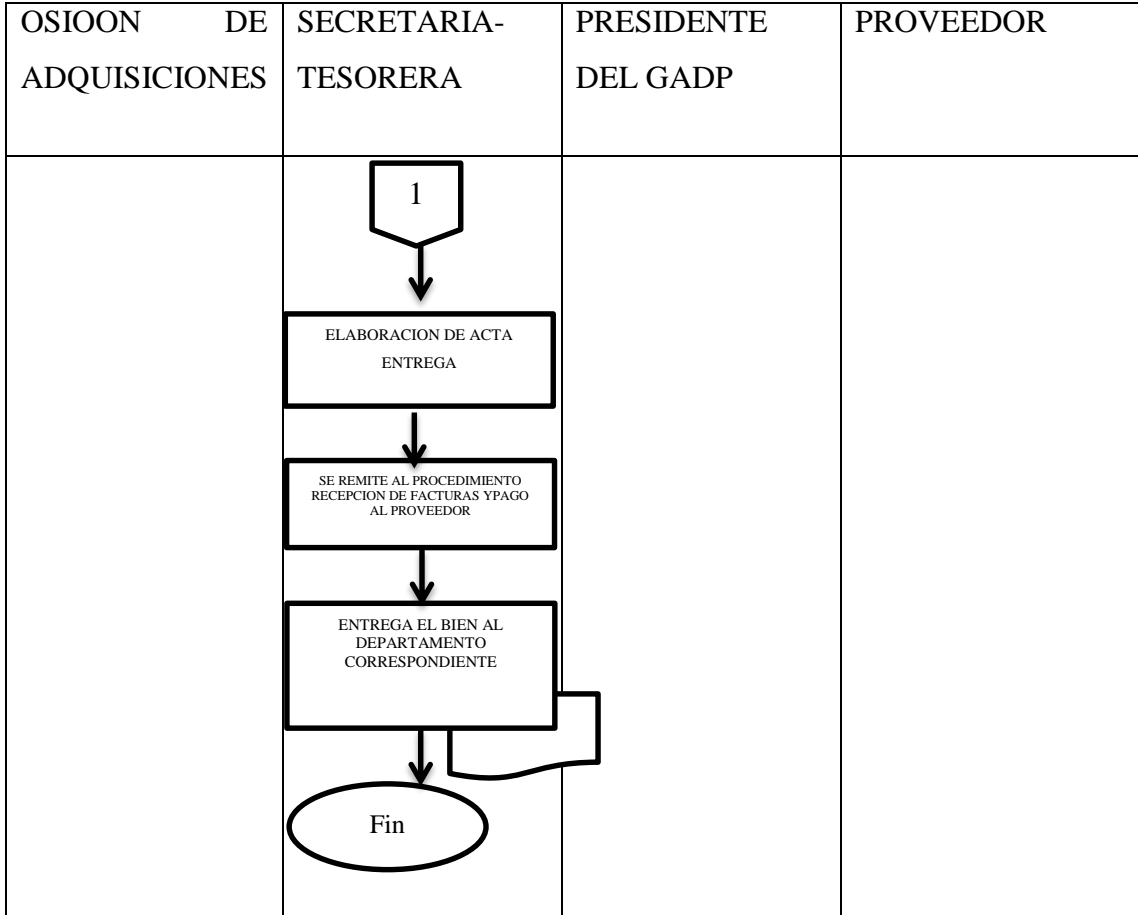 OSIOON DE
ADQUISICIONES
SECRETARIA-
TESORERA
PRESIDENTE
DEL GADP
PROVEEDOR
1
ELABORACION DE ACTA
ENTREGA
SE REMITE AL PROCEDIMIENTO
RECEPCION DE FACTURAS YPAGO
AL PROVEEDOR
ENTREGA EL BIEN AL
DEPARTAMENTO
CORRESPONDIENTE
Fin